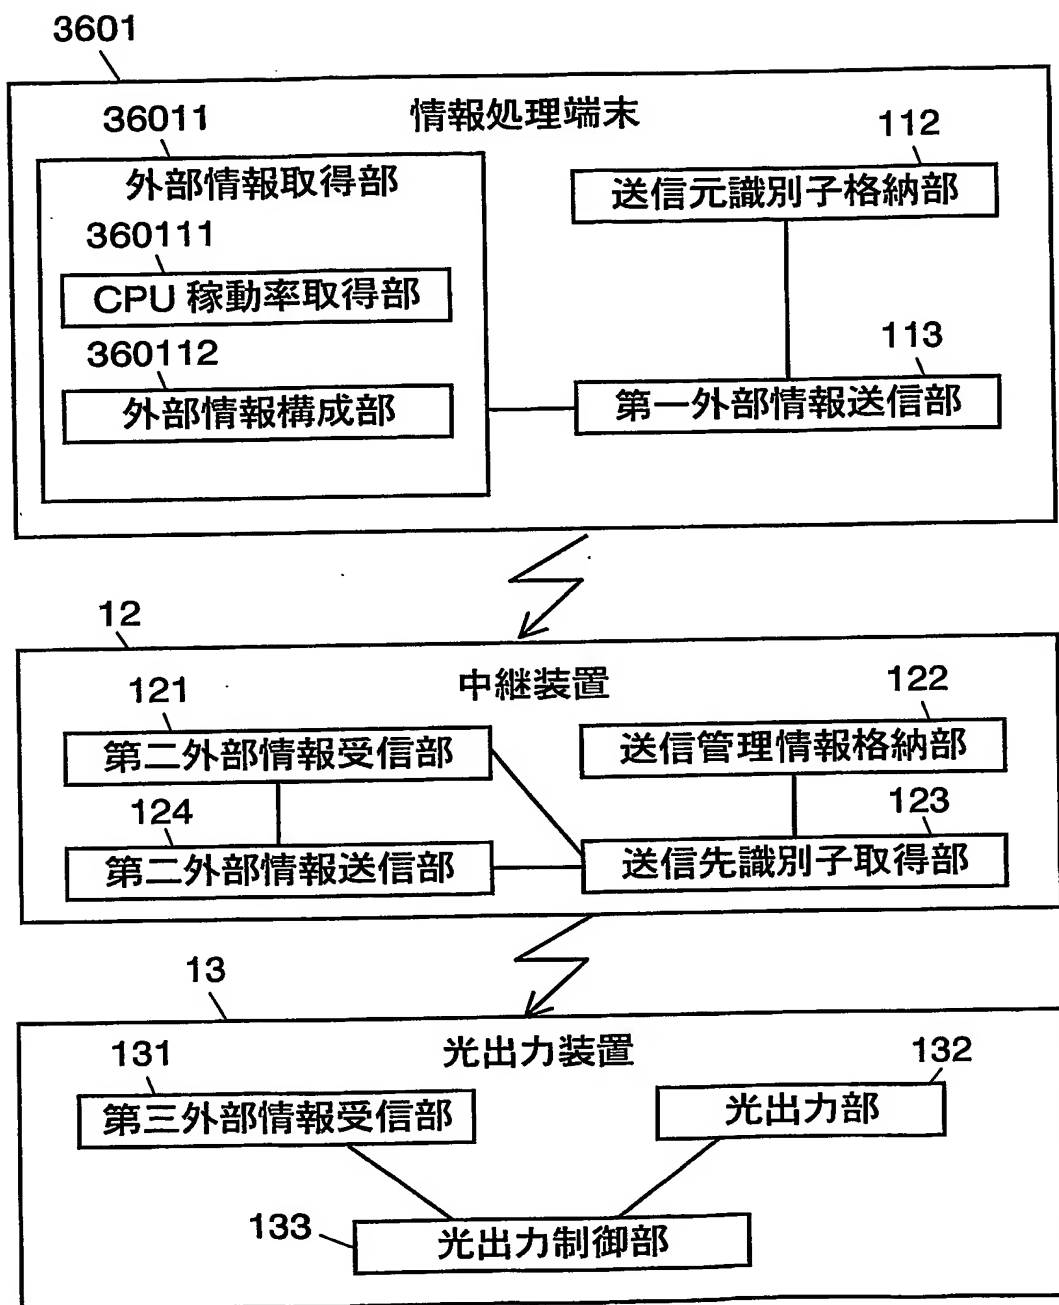 3601
情報処理端末
36011
外部情報取得部
360111
CPU 稼動率取得部
360112
外部情報構成部
112
送信元識別子格納部
113
第一外部情報送信部
12
中継装置
121
第二外部情報受信部
122
送信管理情報格納部
124
第二外部情報送信部
123
送信先識別子取得部
13
光出力装置
131
第三外部情報受信部
132
光出力部
133
光出力制御部